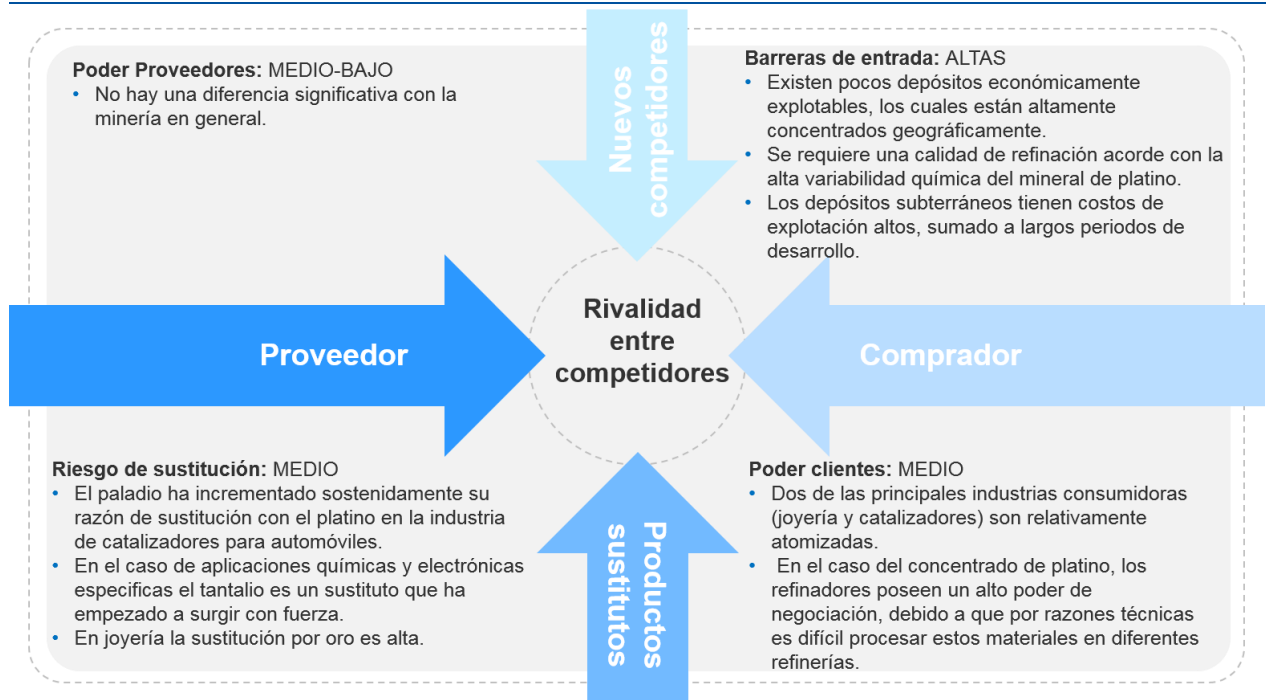 Poder Proveedores: MEDIO-BAJO
• No hay una diferencia significativa con la
minería en general.
Nuevos
competidores
Barreras de entrada: ALTAS
• Existen pocos depósitos económicamente
explotables, los cuales están altamente
concentrados geográficamente.
• Se requiere una calidad de refinación acorde con la
alta variabilidad química del mineral de platino.
• Los depósitos subterráneos tienen costos de
explotación altos, sumado a largos periodos de
desarrollo.
Proveedor
Rivalidad
entre
competidores
Comprador
Riesgo de sustitución: MEDIO
• El paladio ha incrementado sostenidamente su
razón de sustitución con el platino en la industria
de catalizadores para automóviles.
• En el caso de aplicaciones químicas y electrónicas
especificas el tantalio es un sustituto que ha
empezado a surgir con fuerza.
• En joyería la sustitución por oro es alta.
Productos
sustitutos
Poder clientes: MEDIO
• Dos de las principales industrias consumidoras
(joyería y catalizadores) son relativamente
atomizadas.
• En el caso del concentrado de platino, los
refinadores poseen un alto poder de
negociación, debido a que por razones técnicas
es difícil procesar estos materiales en diferentes
refinerías.